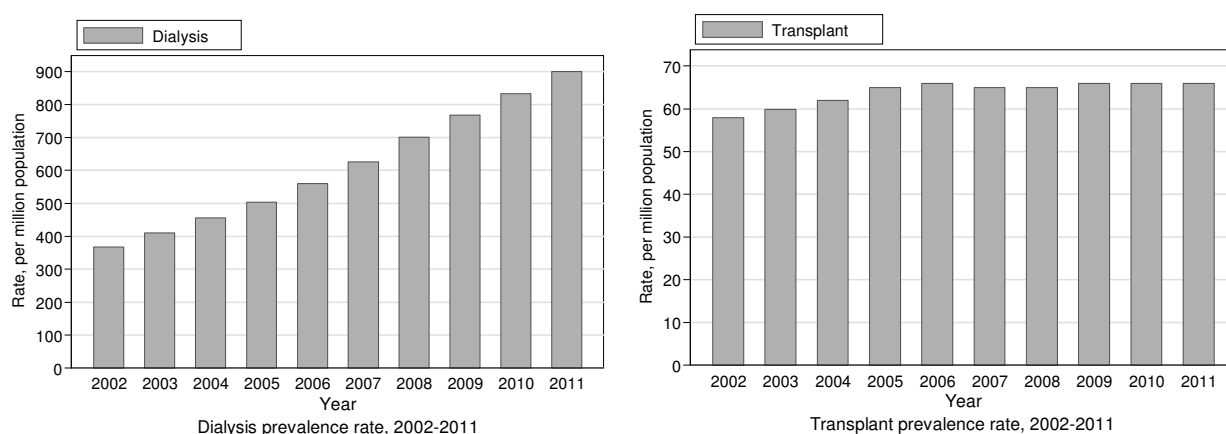 Dialysis
900
800
700
600
500
400
300
200
100
0
Rate, per million population
2002 2003 2004 2005 2006 2007 2008 2009 2010 2011
Year
Dialysis prevalence rate, 2002-2011
Transplant
70
60
50
40
30
20
10
0
Rate, per million population
2002 2003 2004 2005 2006 2007 2008 2009 2010 2011
Year
Transplant prevalence rate, 2002-2011